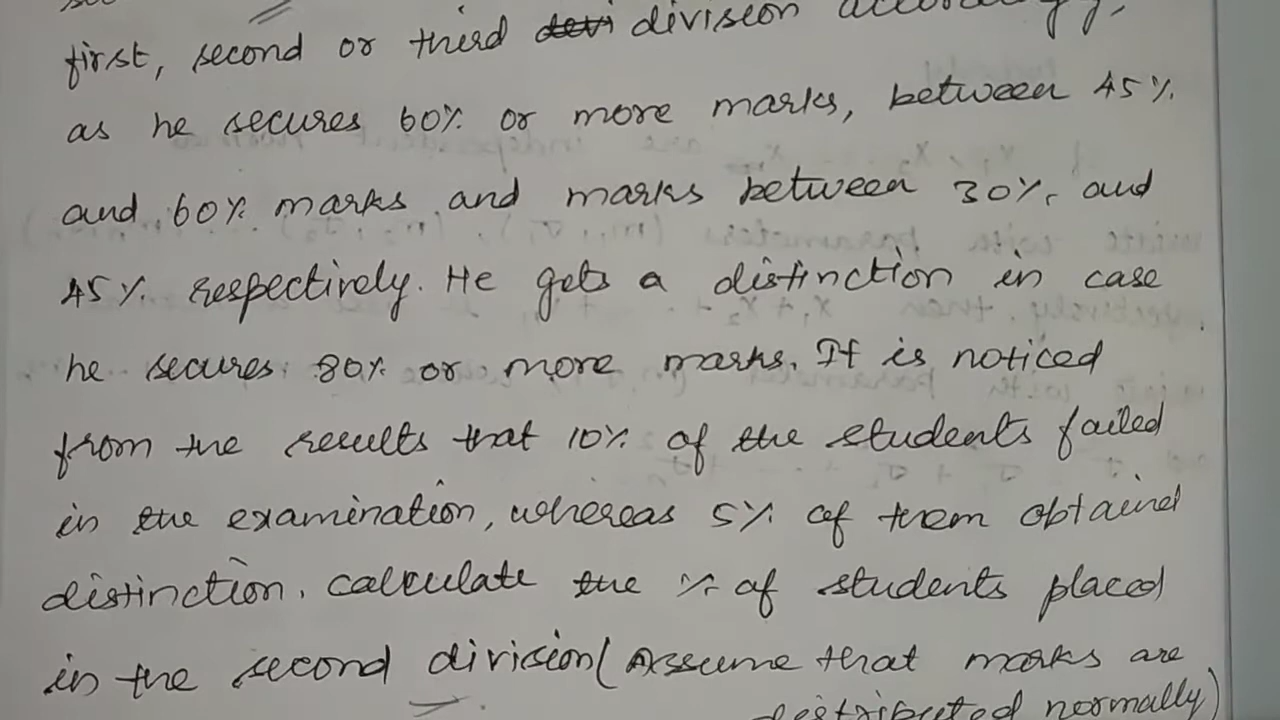 first, second or third division accordingly,
as he secures 60% or more marks, between 45%
and 60% marks and marks between 30% and
45% respectively. He gets a distinction in case
he secures 80% or more marks. It is noticed
from the results that 10% of the students failed
in the examination, whereas 5% of them obtained
distinction. calculate the % of students placed
in the second division (Assume that marks are
distributed normally)